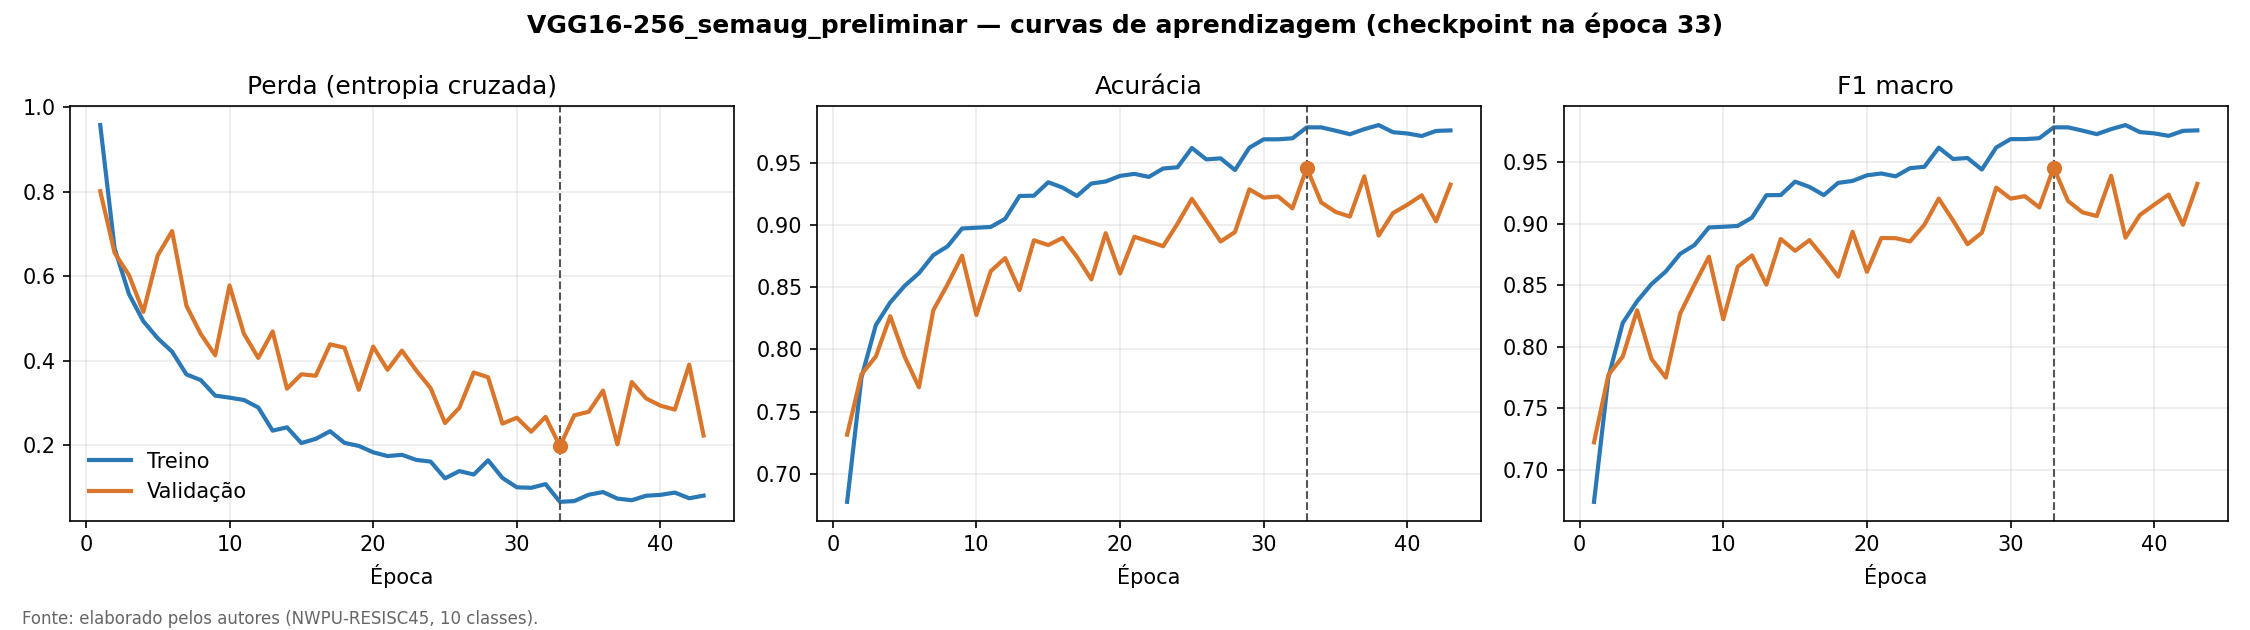 VGG16-256_semaug_preliminar — curvas de aprendizagem (checkpoint na época 33)
Perda (entropia cruzada)
1.0
0.8
0.6
0.4
0.2
Treino
Validação
0 10 20 30 40
Época
Acurácia
0.95
0.90
0.85
0.80
0.75
0.70
0 10 20 30 40
Época
F1 macro
0.95
0.90
0.85
0.80
0.75
0.70
0 10 20 30 40
Época
Fonte: elaborado pelos autores (NWPU-RESISC45, 10 classes).